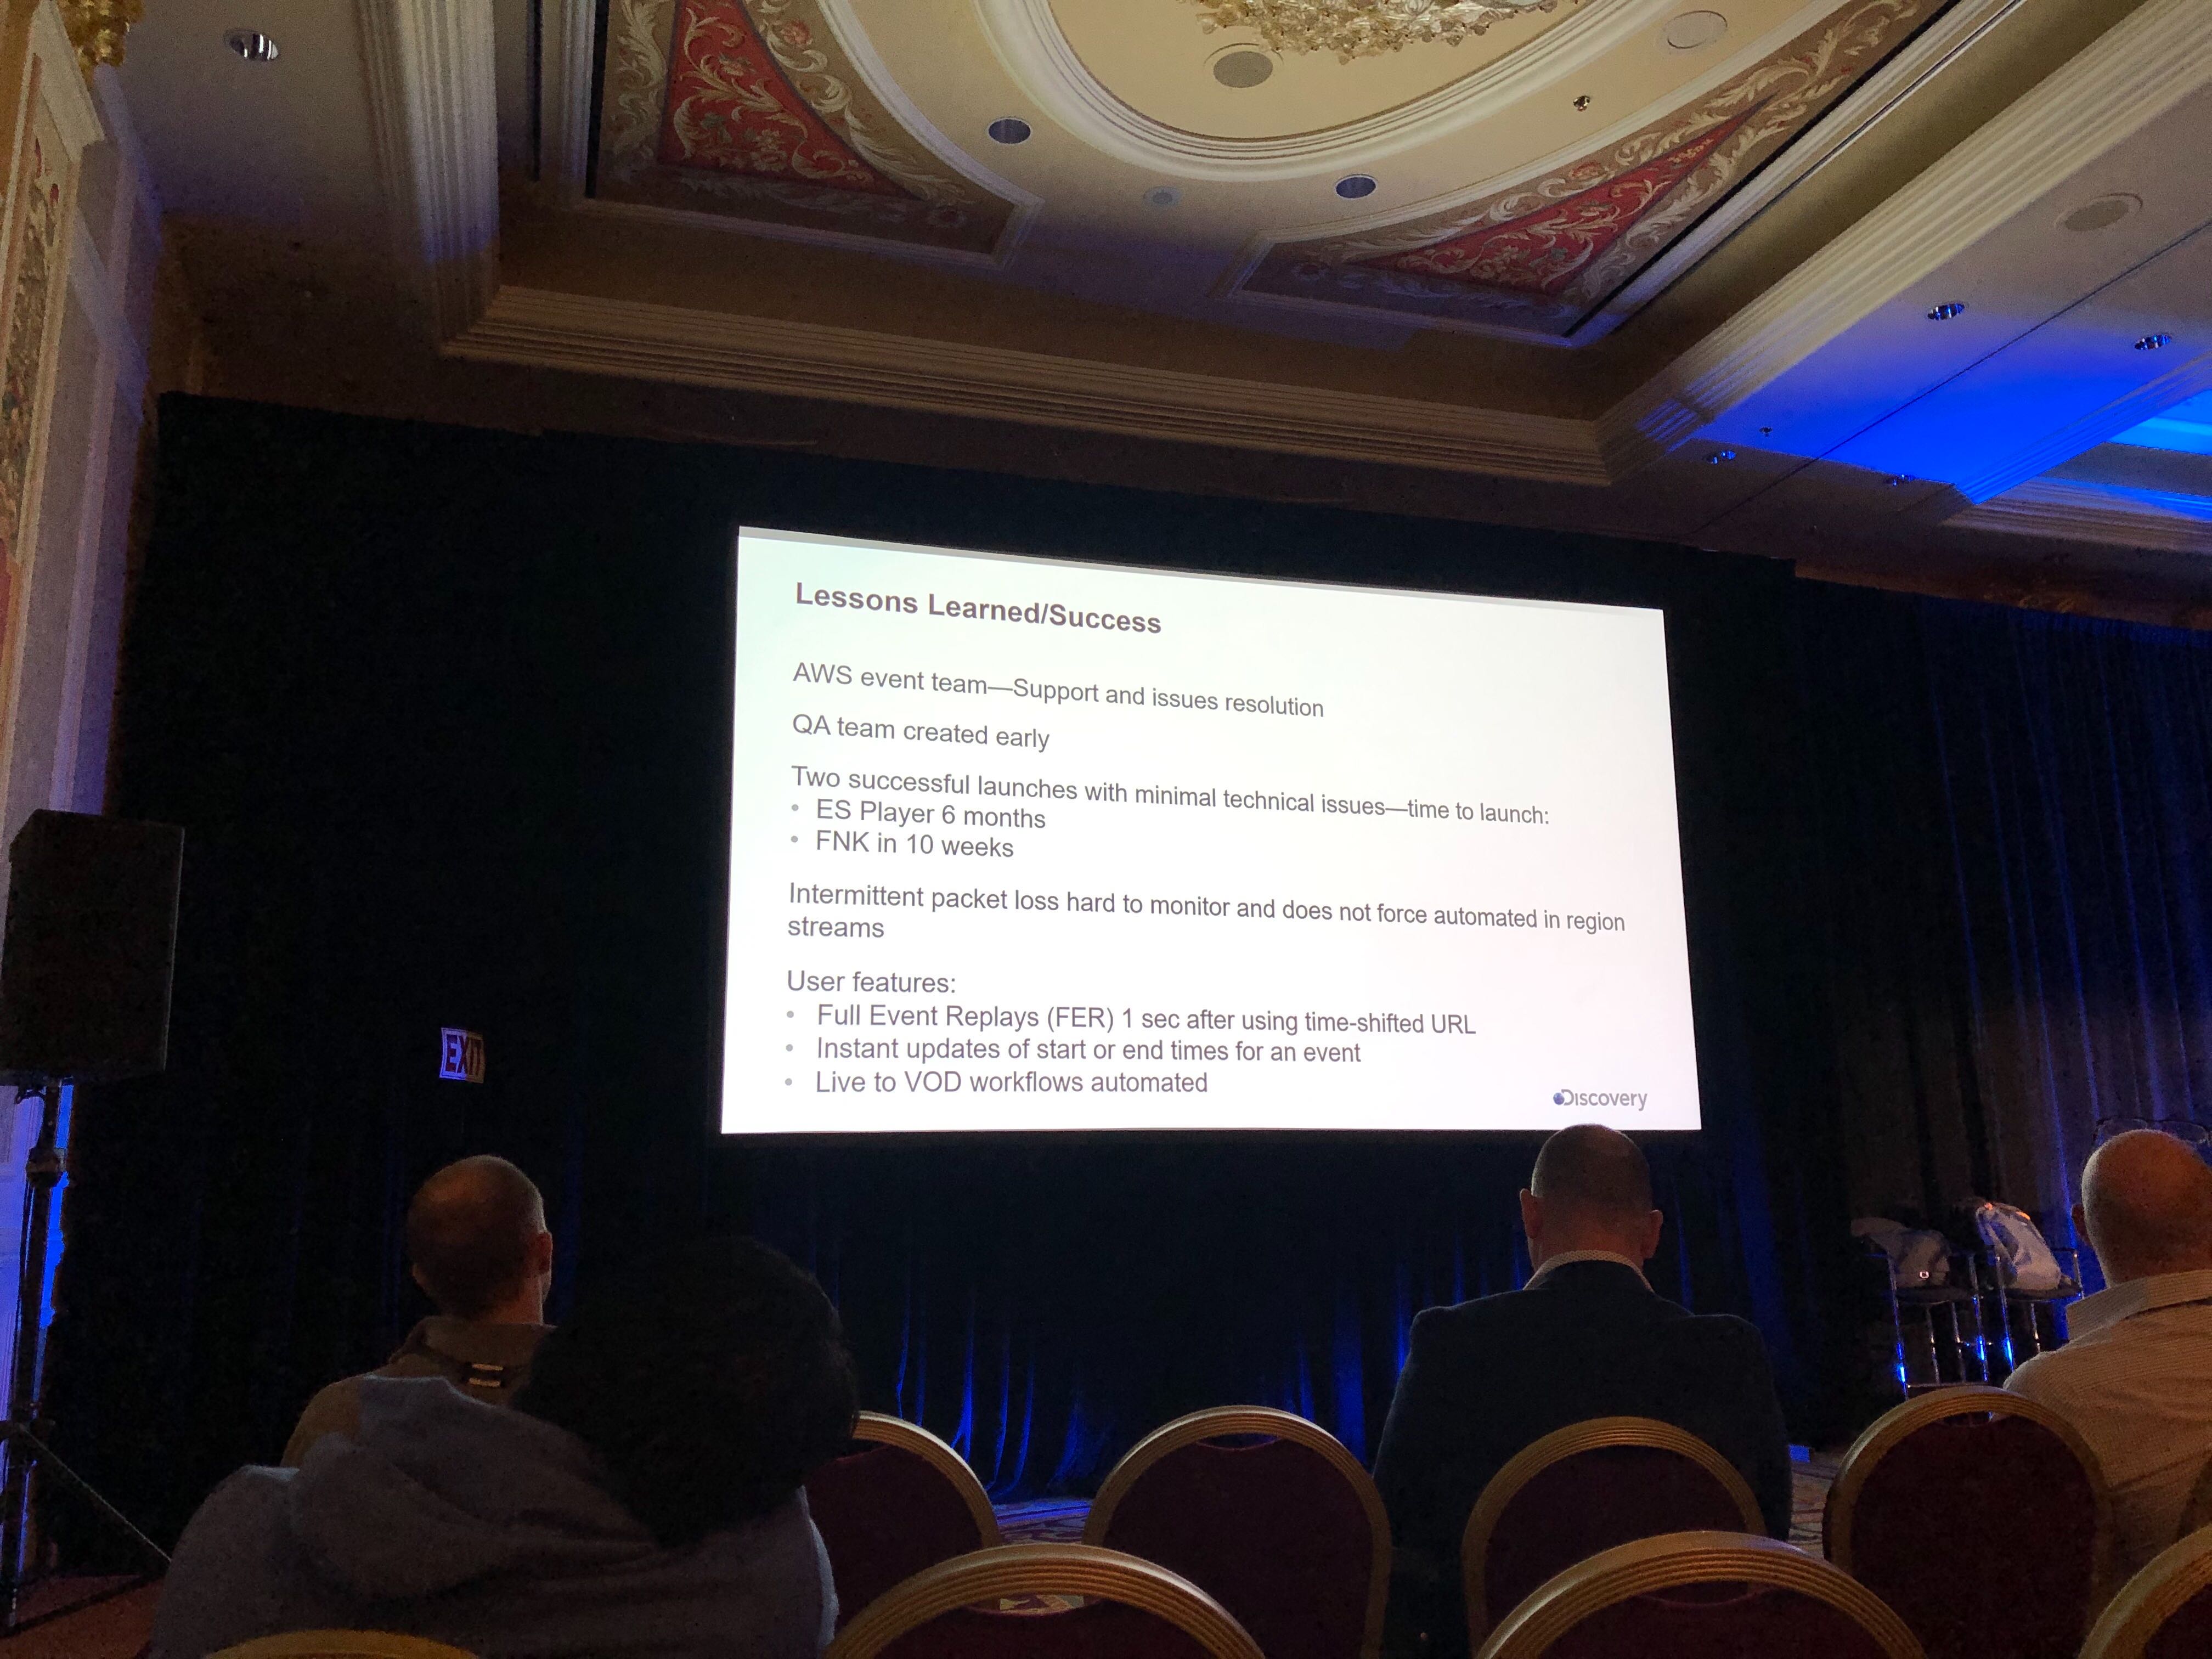 Lessons Learned/Success
AWS event team—Support and issues resolution
QA team created early
Two successful launches with minimal technical issues—time to launch:
• ES Player 6 months
• FNK in 10 weeks
Intermittent packet loss hard to monitor and does not force automated in region
streams
User features:
• Full Event Replays (FER) 1 sec after using time-shifted URL
• Instant updates of start or end times for an event
• Live to VOD workflows automated
Discovery
EXIT